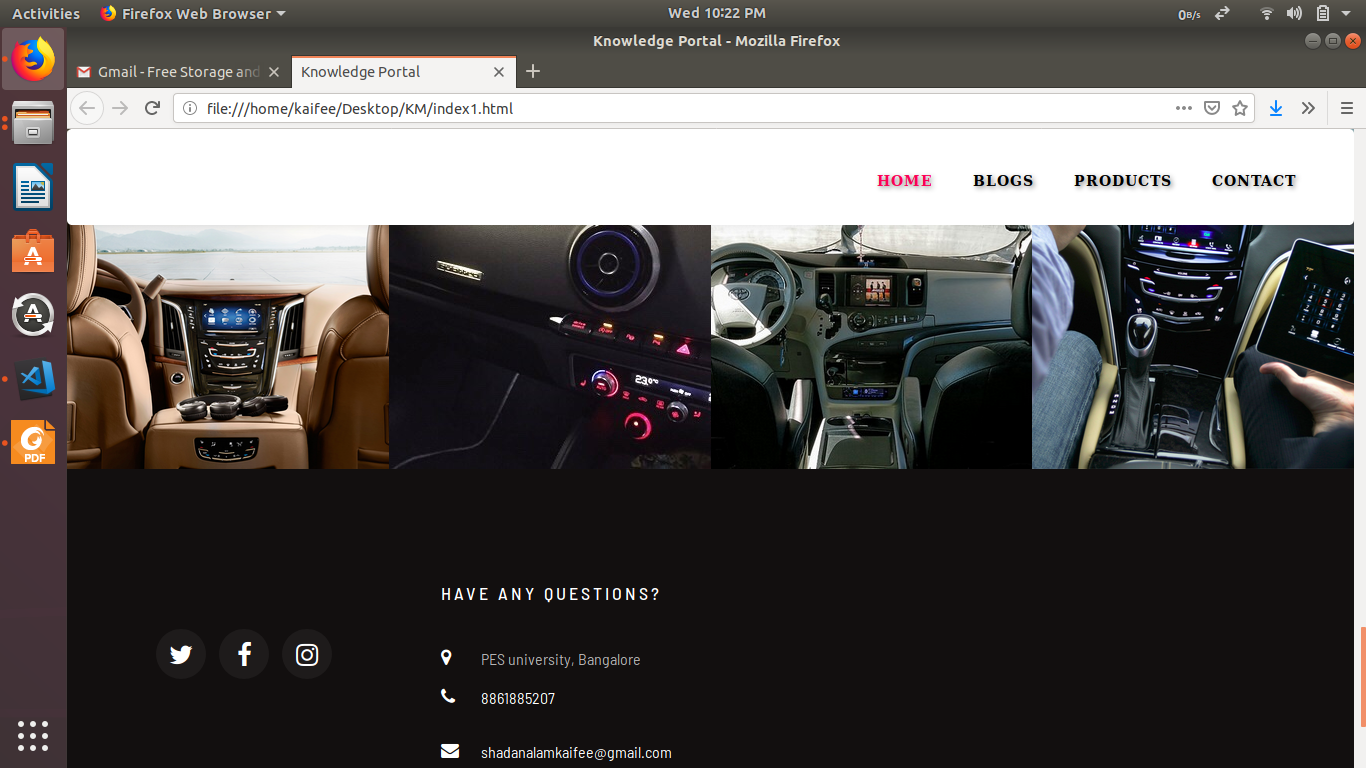 Activities Firefox Web Browser Wed 10:22 PM 0B/s
Knowledge Portal - Mozilla Firefox
Gmail - Free Storage and Knowledge Portal
file:///home/kaifee/Desktop/KM/index1.html
HOME BLOGS PRODUCTS CONTACT
23.0°C
HAVE ANY QUESTIONS?
PES university, Bangalore
8861885207
shadanalamkaifee@gmail.com
PDF